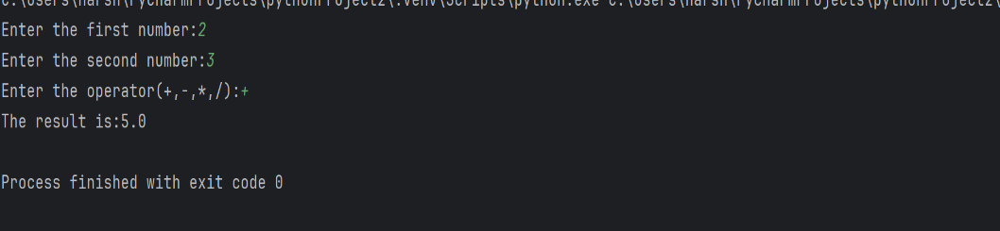 C:\Users\harsh\PycharmProjects\pythonProject2\.venv\Scripts\python.exe C:\Users\harsh\PycharmProjects\pythonProject2\
Enter the first number:2
Enter the second number:3
Enter the operator(+,-,*,/):+
The result is:5.0
Process finished with exit code 0